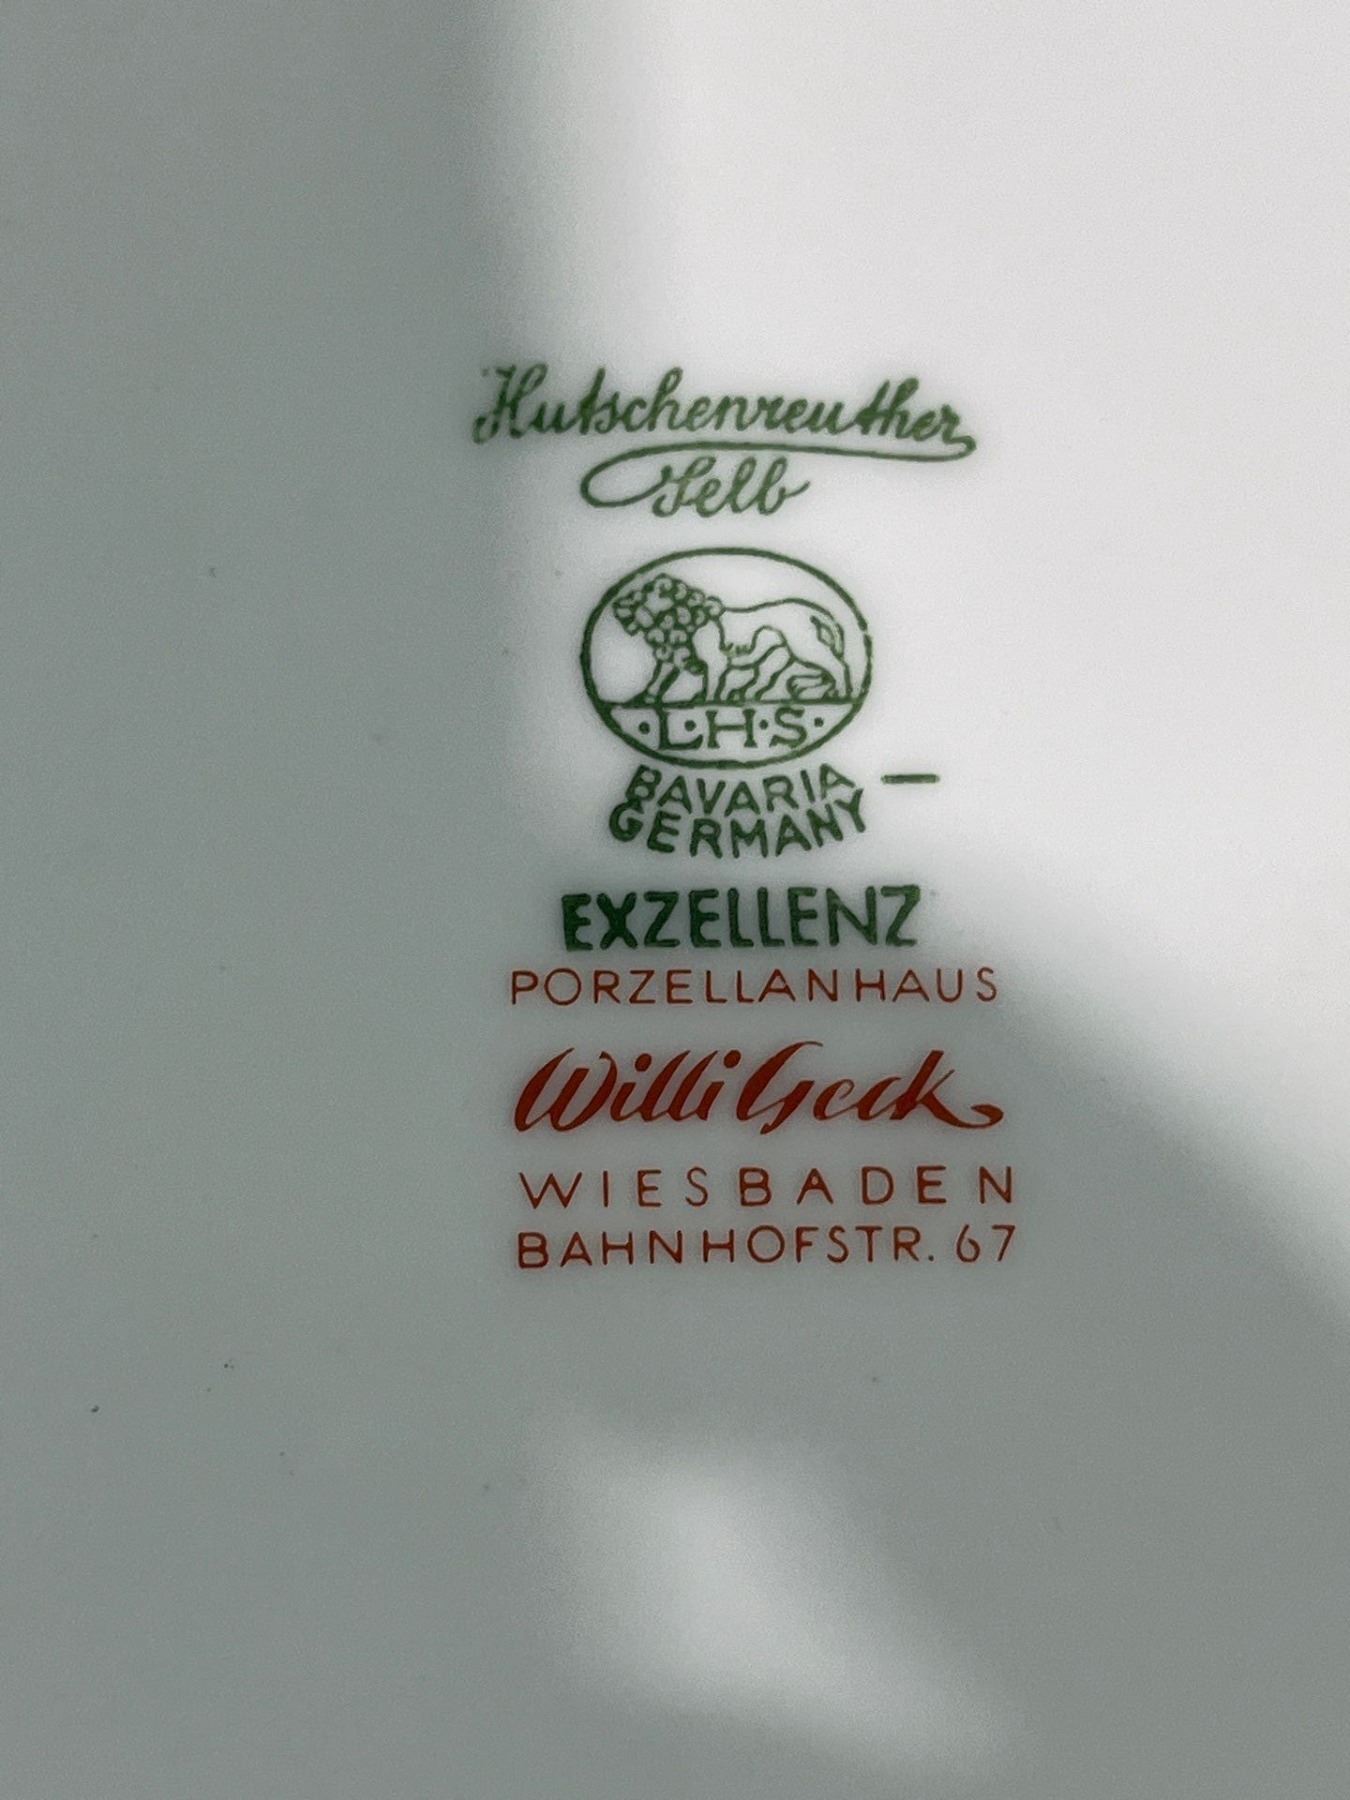 Hutschenreuther
Selb
·L·H·S·
BAVARIA
GERMANY
EXZELLENZ
PORZELLANHAUS
Willi Geck
WIESBADEN
BAHNHOFSTR. 67